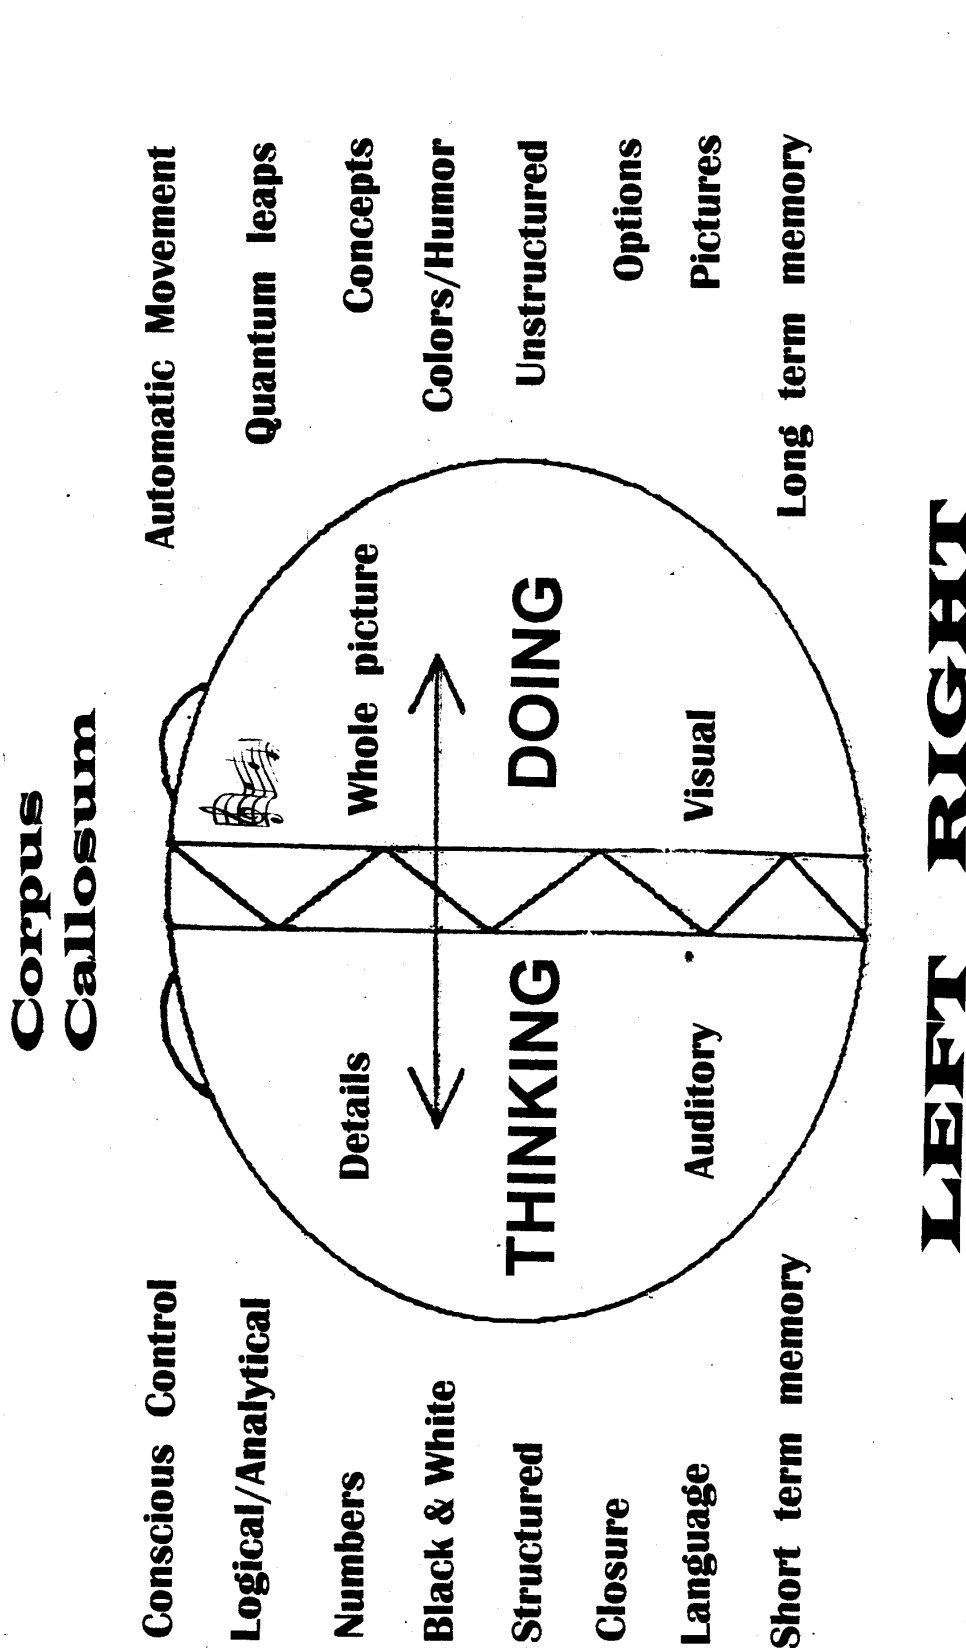 Corpus
Callosum
Conscious Control
Automatic Movement
Logical/Analytical
Quantum leaps
Numbers
Details
Whole picture
Concepts
Black & White
Colors/Humor
Structured
THINKING
DOING
Unstructured
Closure
Options
Language
Auditory
Visual
Pictures
Short term memory
Long term memory
LEFT RIGHT